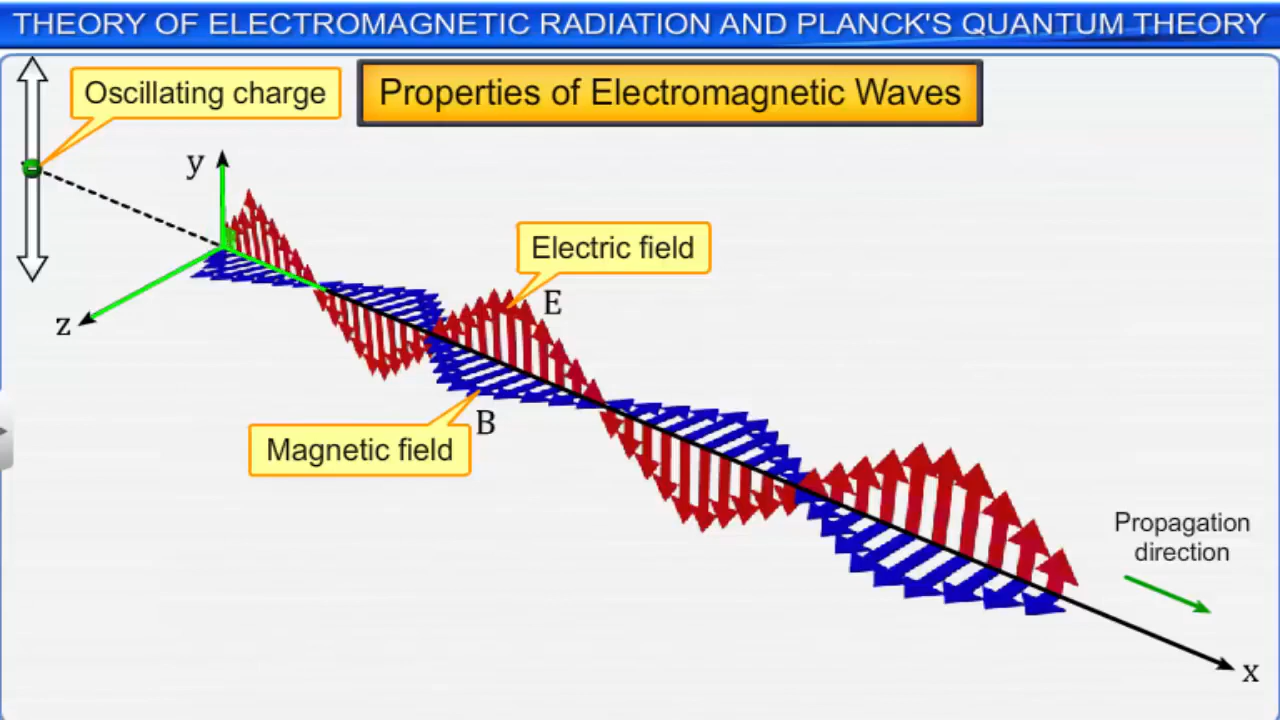 THEORY OF ELECTROMAGNETIC RADIATION AND PLANCK'S QUANTUM THEORY
Oscillating charge
Properties of Electromagnetic Waves
y
Electric field
E
z
B
Magnetic field
Propagation
direction
x